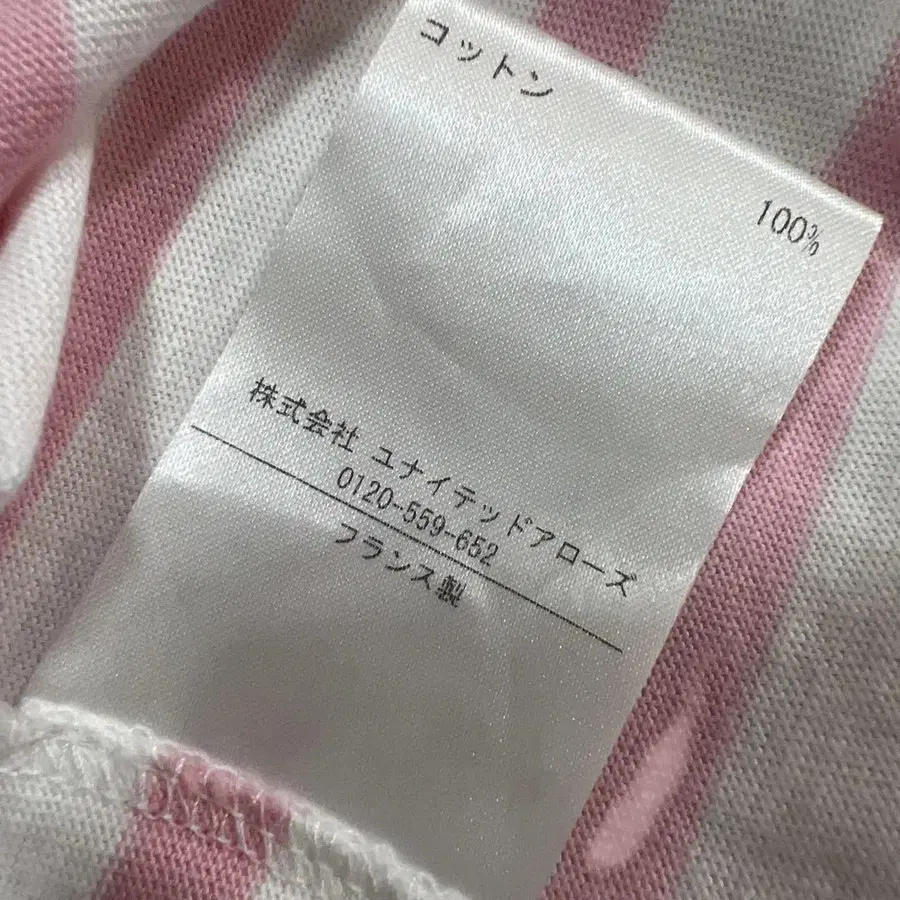 コットン
100%
株式会社 ユナイテッドアローズ
0120-559-652
フランス製